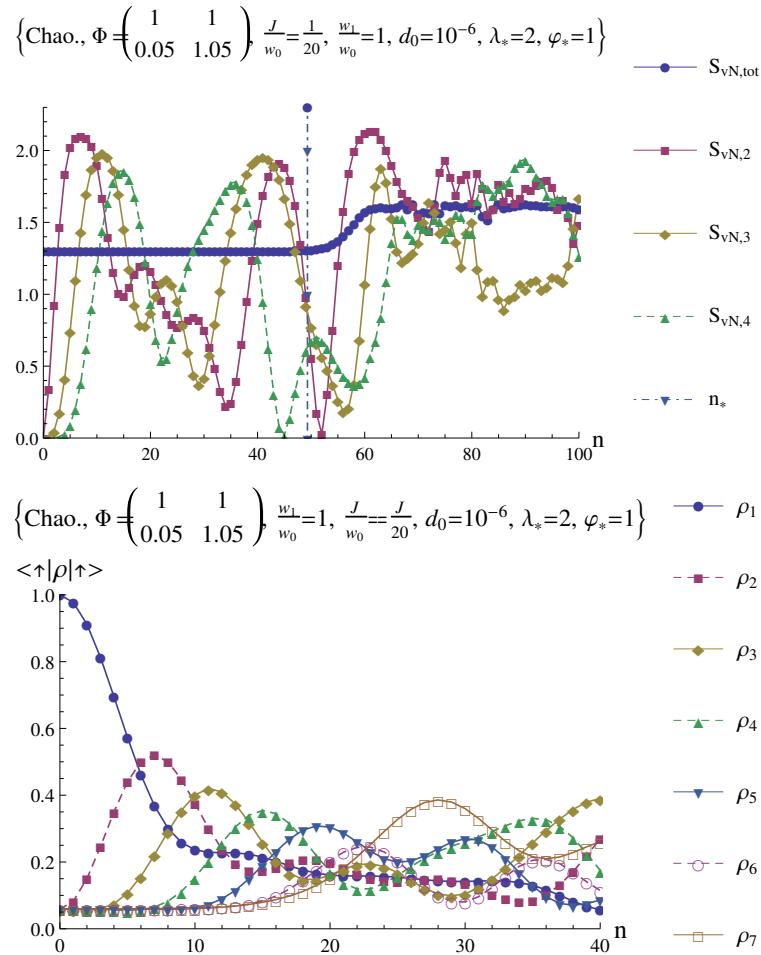 {Chao., Φ=(1 1
0.05 1.05), J/w0=1/20, w1/w0=1, d0=10^-6, λ*=2, φ*=1}
SvN,tot
SvN,2
SvN,3
SvN,4
n*
2.0
1.5
1.0
0.5
0.0
0 20 40 60 80 100
n
{Chao., Φ=(1 1
0.05 1.05), w1/w0=1, J/w0==J/20, d0=10^-6, λ*=2, φ*=1}
<↑|ρ|↑>
ρ1
ρ2
ρ3
ρ4
ρ5
ρ6
ρ7
1.0
0.8
0.6
0.4
0.2
0.0
0 10 20 30 40
n